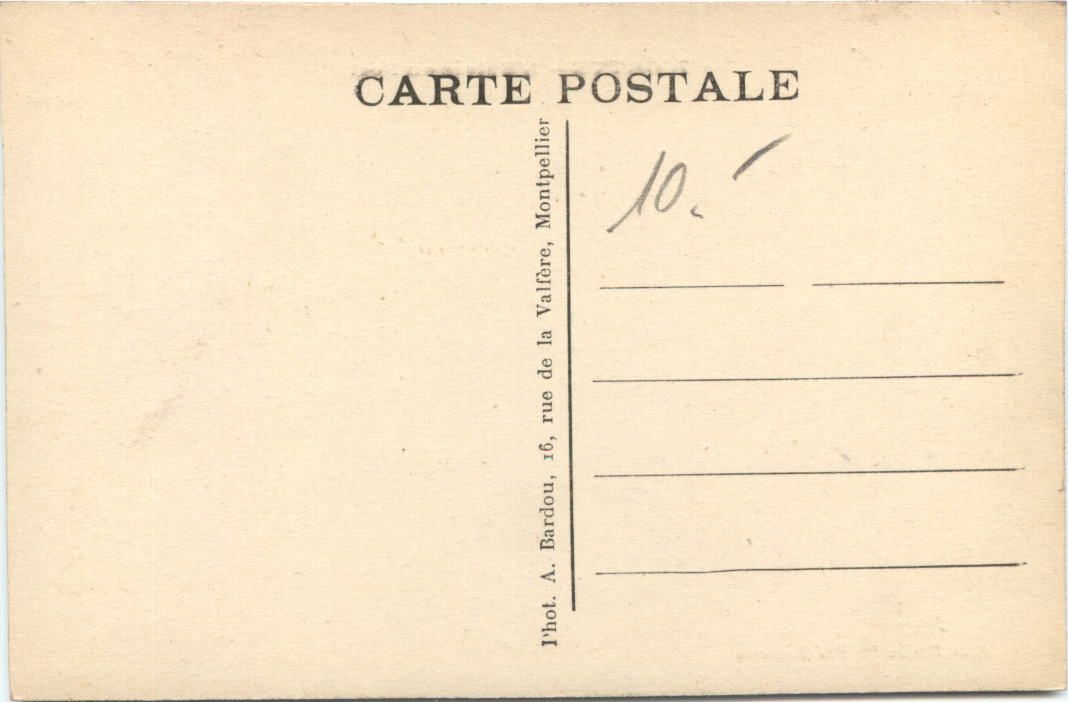 CARTE POSTALE
Phot. A. Bardou, 16, rue de la Valfère, Montpellier
10.-